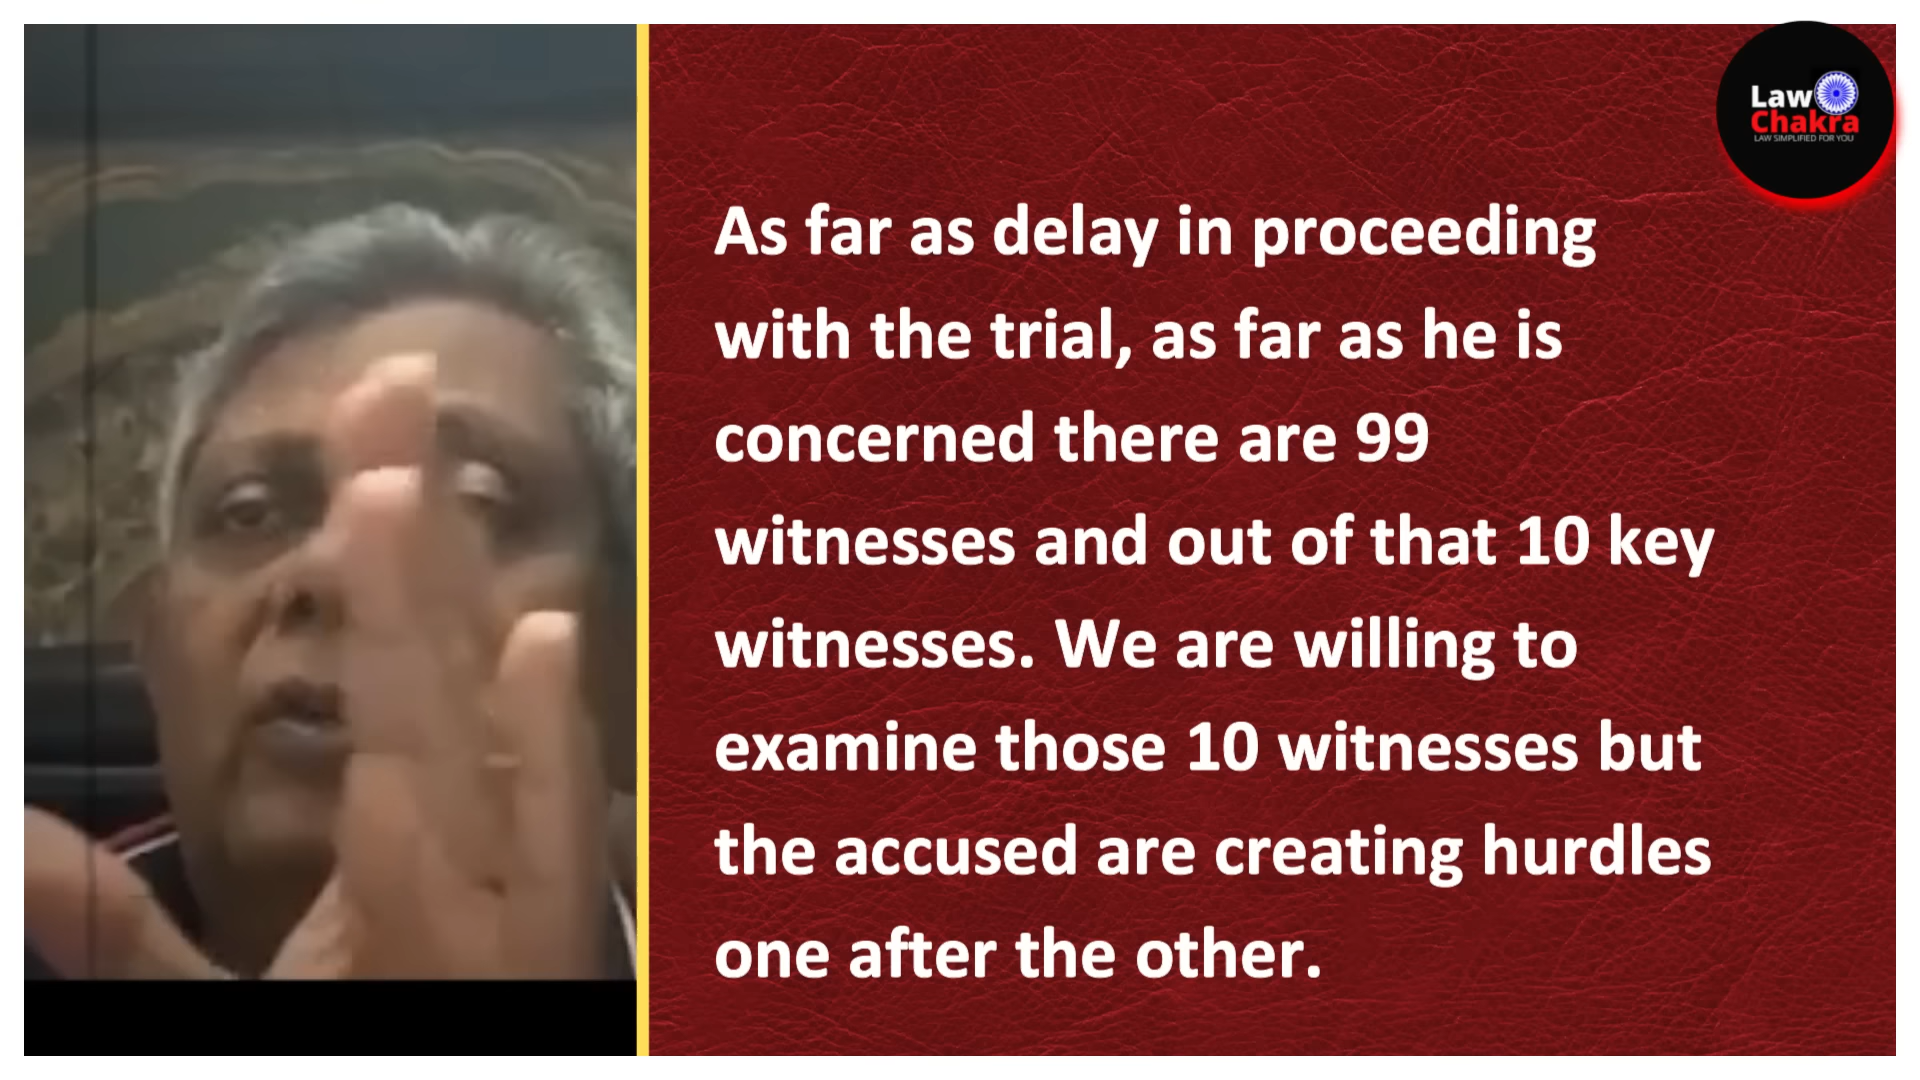 Law
Chakra
LAW SIMPLIFIED FOR YOU
As far as delay in proceeding
with the trial, as far as he is
concerned there are 99
witnesses and out of that 10 key
witnesses. We are willing to
examine those 10 witnesses but
the accused are creating hurdles
one after the other.